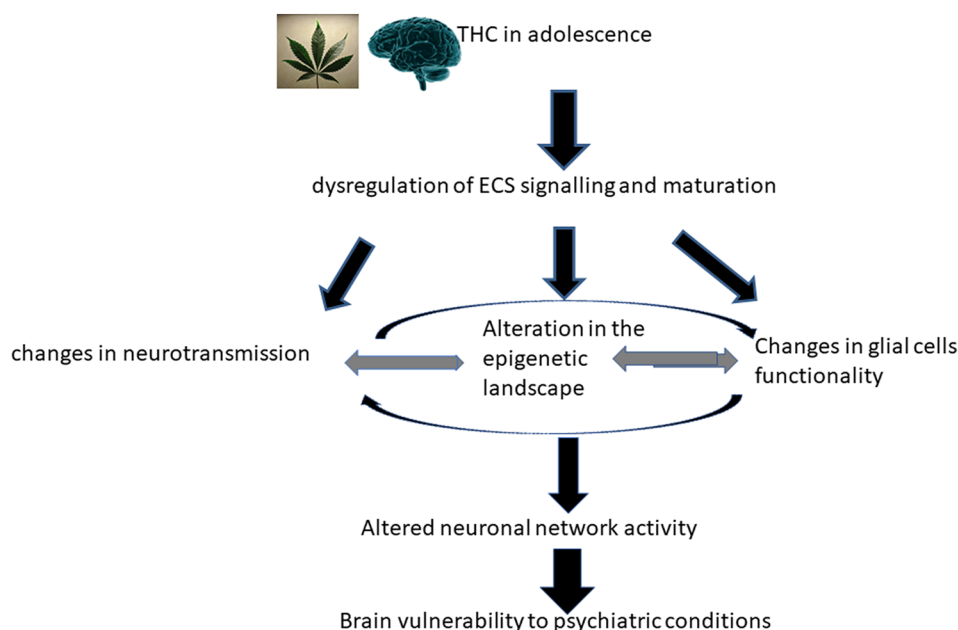 THC in adolescence
dysregulation of ECS signalling and maturation
changes in neurotransmission
Alteration in the
epigenetic
landscape
Changes in glial cells
functionality
Altered neuronal network activity
Brain vulnerability to psychiatric conditions